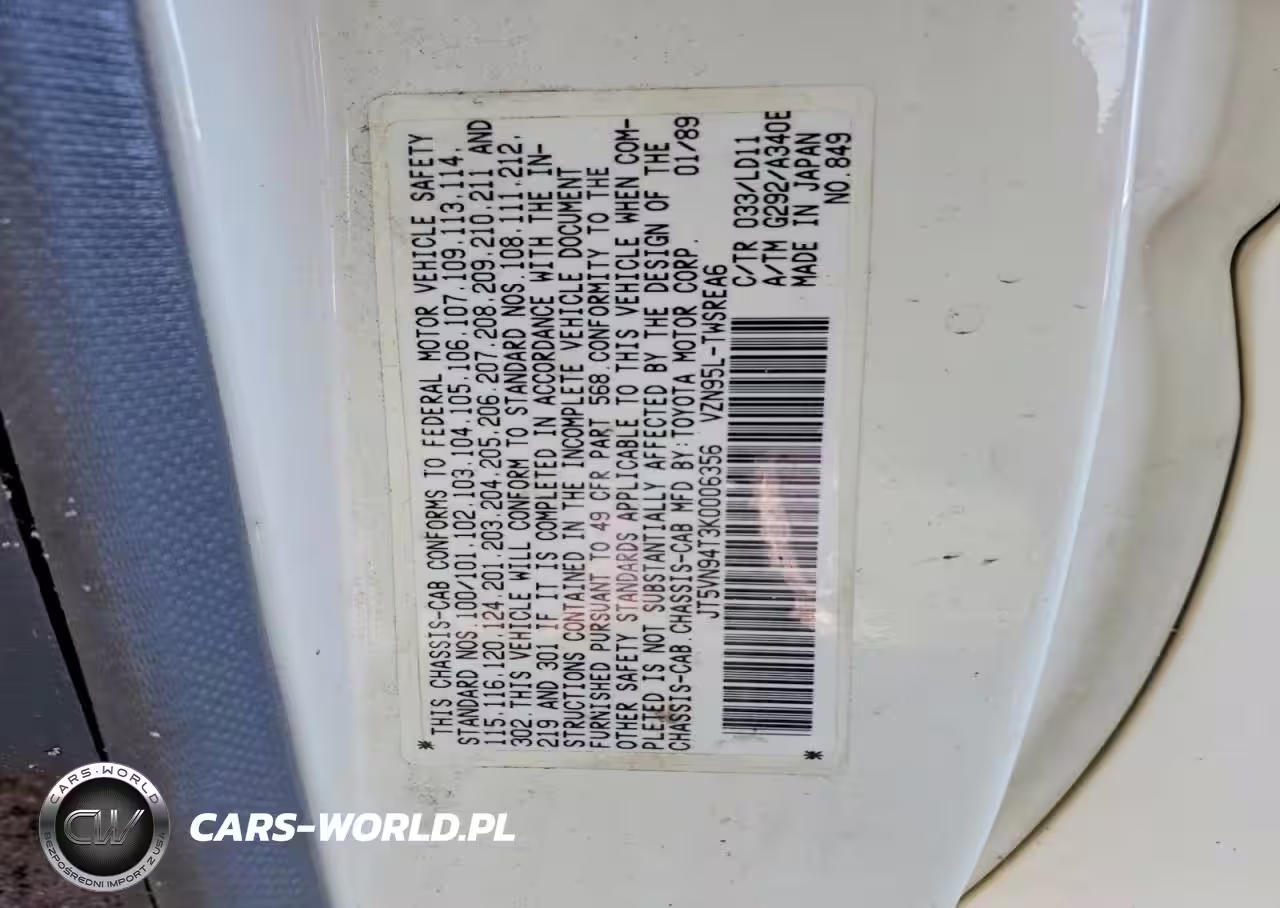 * THIS CHASSIS-CAB CONFORMS TO FEDERAL MOTOR VEHICLE SAFETY
STANDARD NOS.100/101.102.103.104.105.106.107.109.113.114.
115.116.120.124.201.203.204.205.206.207.208.209.210.211 AND
302.THIS VEHICLE WILL CONFORM TO STANDARD NOS.108.111.212.
219 AND 301 IF IT IS COMPLETED IN ACCORDANCE WITH THE IN-
STRUCTIONS CONTAINED IN THE INCOMPLETE VEHICLE DOCUMENT
FURNISHED PURSUANT TO 49 CFR PART 568.CONFORMITY TO THE
OTHER SAFETY STANDARDS APPLICABLE TO THIS VEHICLE WHEN COM-
PLETED IS NOT SUBSTANTIALLY AFFECTED BY THE DESIGN OF THE
CHASSIS-CAB.CHASSIS-CAB MFD BY:TOYOTA MOTOR CORP. 01/89
JT5VN94T3K0006356 VZN95L-TWSREA6
C/TR 033/LD11
A/TM G292/A340E
MADE IN JAPAN
* NO.849
CARS-WORLD
CW
BEZPOŚREDNI IMPORT Z USA
CARS-WORLD.PL